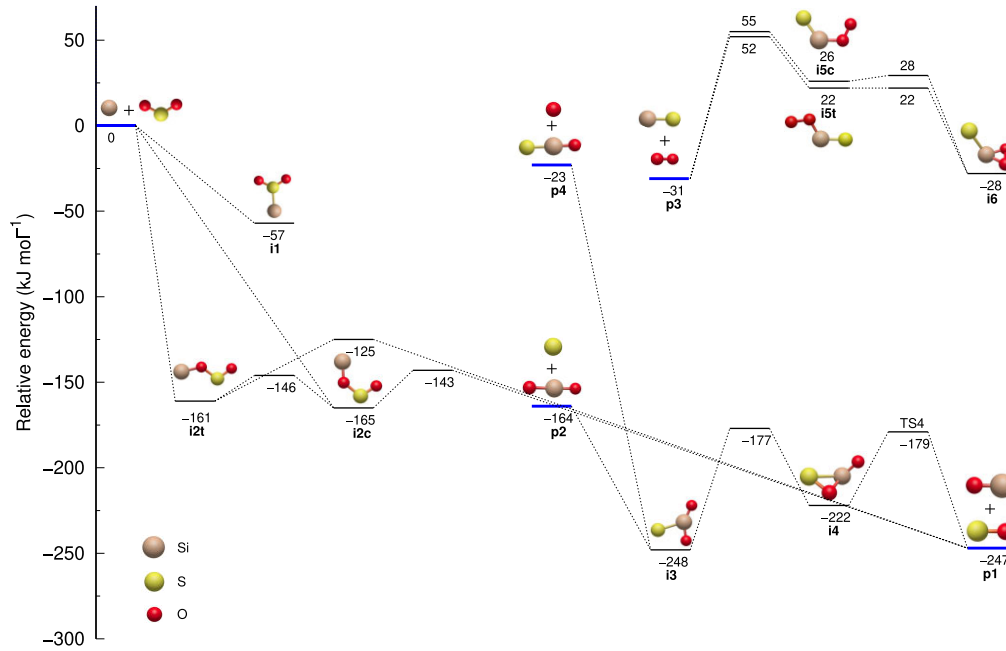 50
0
−50
−100
−150
−200
−250
−300
Relative energy (kJ mol⁻¹)
+
0
−57
i1
−161
i2t
−146
−125
−165
i2c
−143
+
−23
p4
+
−164
p2
+
−31
p3
55
52
26
i5c
22
i5t
28
22
−28
i6
−248
i3
−177
−222
i4
TS4
−179
+
−247
p1
Si
S
O